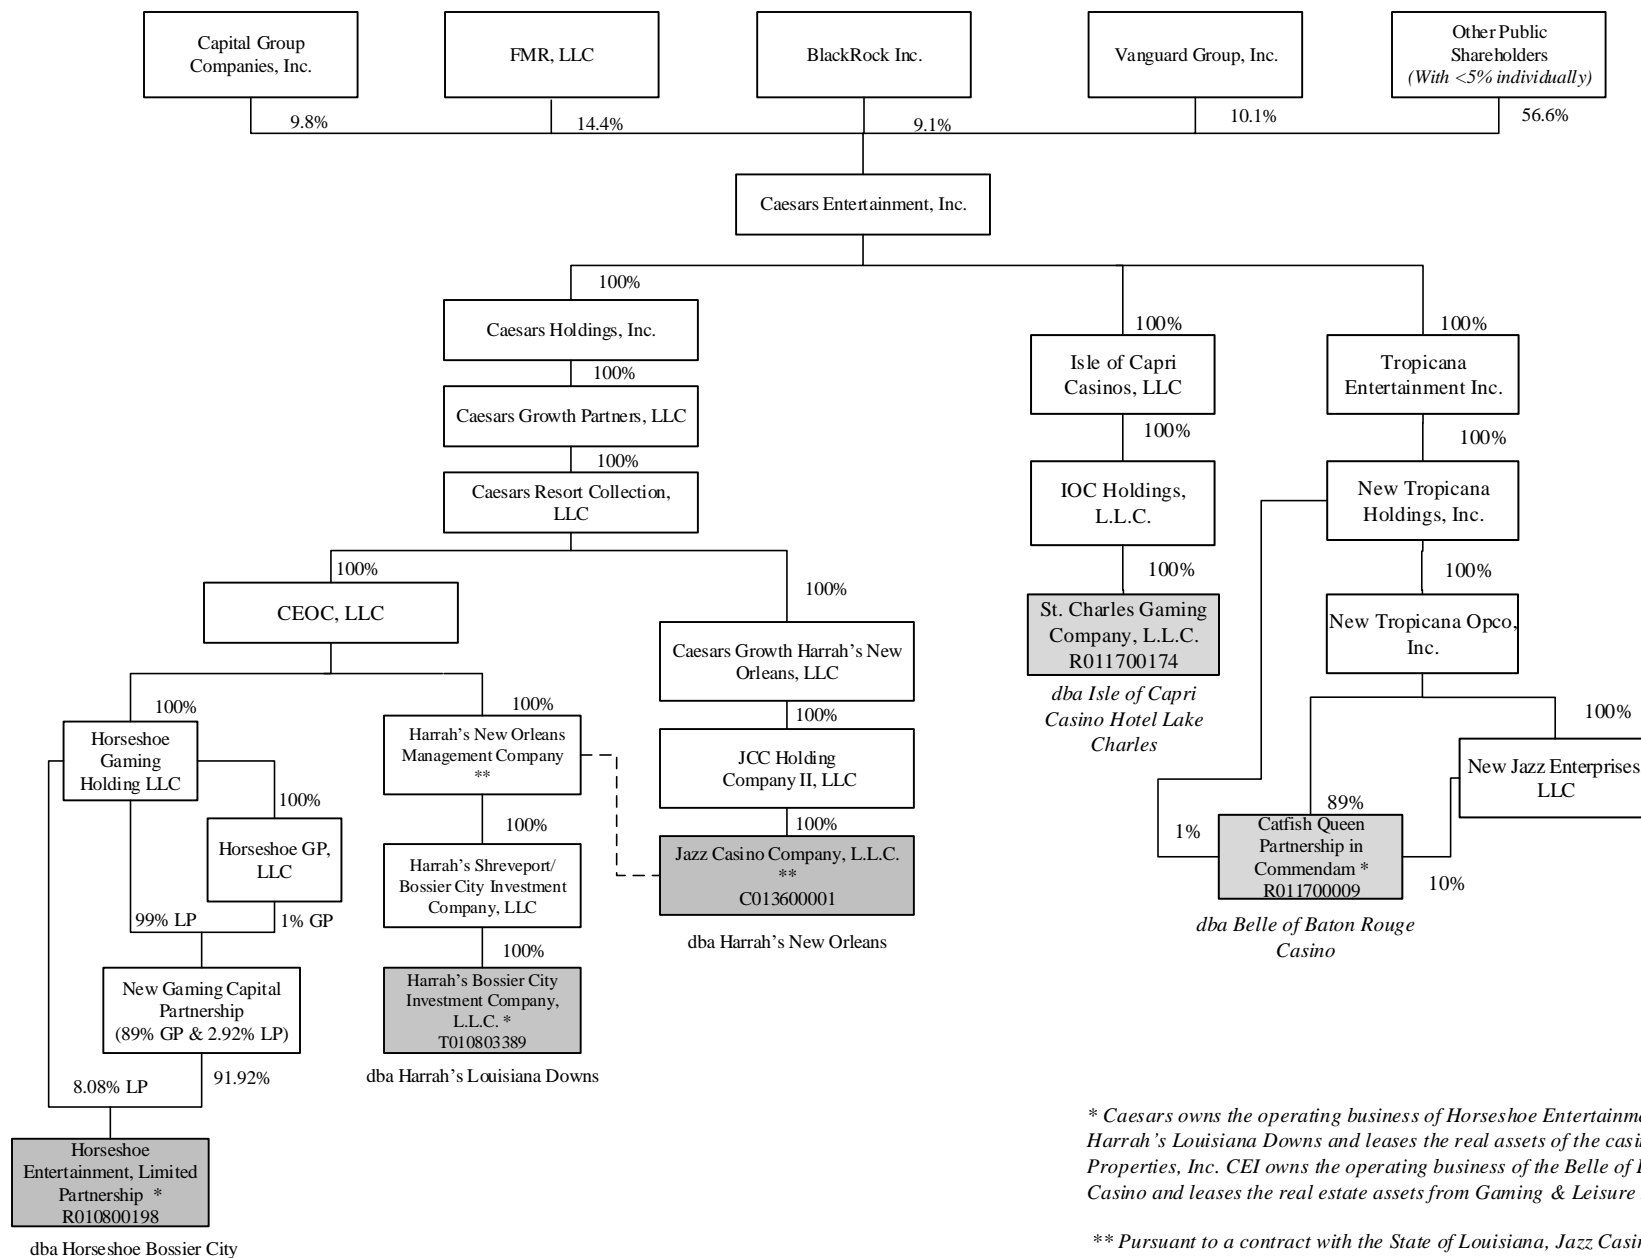 Capital Group
Companies, Inc.
FMR, LLC
BlackRock Inc.
Vanguard Group, Inc.
Other Public
Shareholders
(With <5% individually)
9.8%
14.4%
9.1%
10.1%
56.6%
Caesars Entertainment, Inc.
100%
100%
100%
Caesars Holdings, Inc.
Isle of Capri
Casinos, LLC
Tropicana
Entertainment Inc.
100%
100%
100%
Caesars Growth Partners, LLC
100%
Caesars Resort Collection,
LLC
IOC Holdings,
L.L.C.
New Tropicana
Holdings, Inc.
100%
100%
100%
100%
CEOC, LLC
Caesars Growth Harrah's New
Orleans, LLC
St. Charles Gaming
Company, L.L.C.
R011700174
dba Isle of Capri
Casino Hotel Lake
Charles
New Tropicana Opco,
Inc.
100%
100%
100%
100%
Horseshoe
Gaming
Holding LLC
Harrah's New Orleans
Management Company
**
JCC Holding
Company II, LLC
New Jazz Enterprises
LLC
100%
100%
100%
89%
1%
10%
Horseshoe GP,
LLC
Harrah's Shreveport/
Bossier City Investment
Company, LLC
Jazz Casino Company, L.L.C.
**
C013600001
dba Harrah's New Orleans
Catfish Queen
Partnership in
Commendam *
R011700009
dba Belle of Baton Rouge
Casino
99% LP
1% GP
100%
New Gaming Capital
Partnership
(89% GP & 2.92% LP)
Harrah's Bossier City
Investment Company,
L.L.C. *
T010803389
dba Harrah's Louisiana Downs
8.08% LP
91.92%
Horseshoe
Entertainment, Limited
Partnership *
R010800198
dba Horseshoe Bossier City
* Caesars owns the operating business of Horseshoe
Harrah's Louisiana Downs and leases the real assets of the
Properties, Inc. CEI owns the operating business of the Belle of
Casino and leases the real estate assets from Gaming & Leisure
** Pursuant to a contract with the State of Louisiana, Jazz